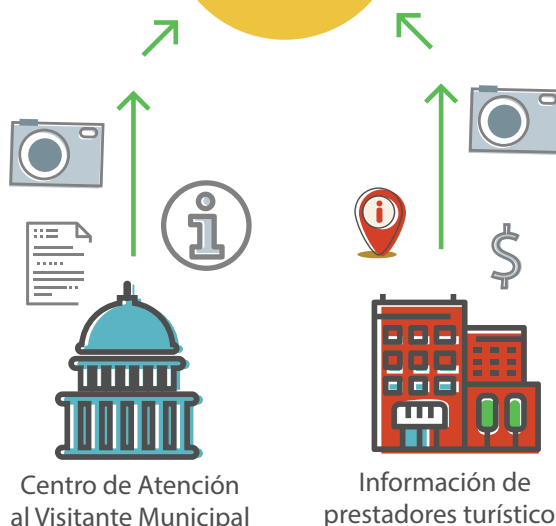 Centro de Atención
al Visitante Municipal
Información de
prestadores turístico